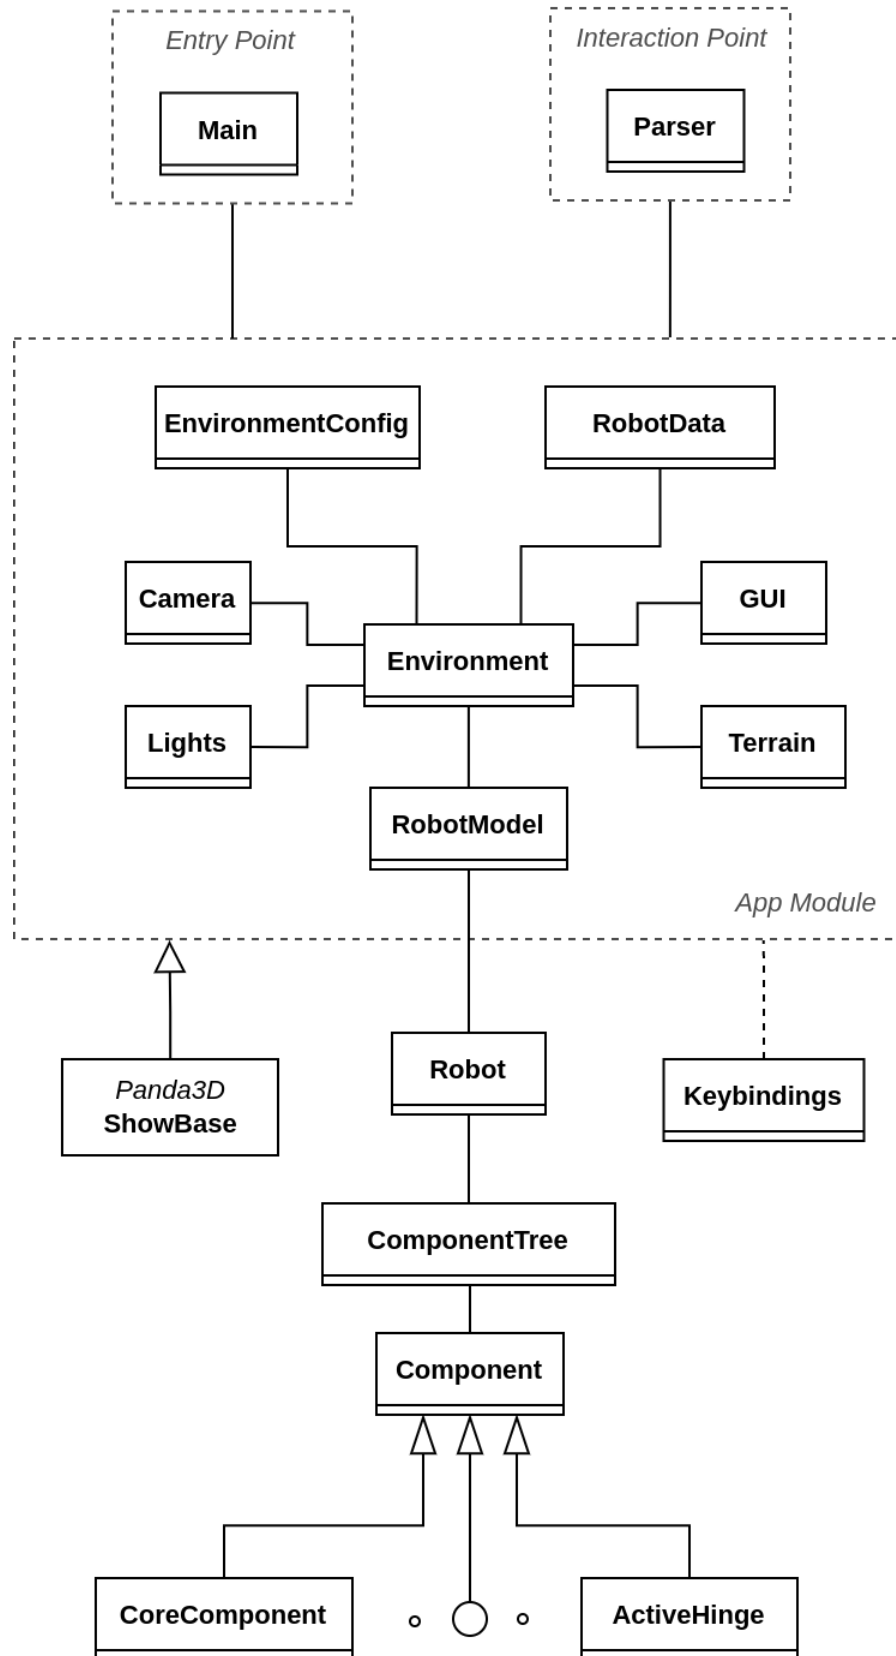 Entry Point
Interaction Point
Main
Parser
EnvironmentConfig
RobotData
Camera
GUI
Environment
Lights
Terrain
RobotModel
App Module
Robot
Panda3D
ShowBase
Keybindings
ComponentTree
Component
CoreComponent
ActiveHinge